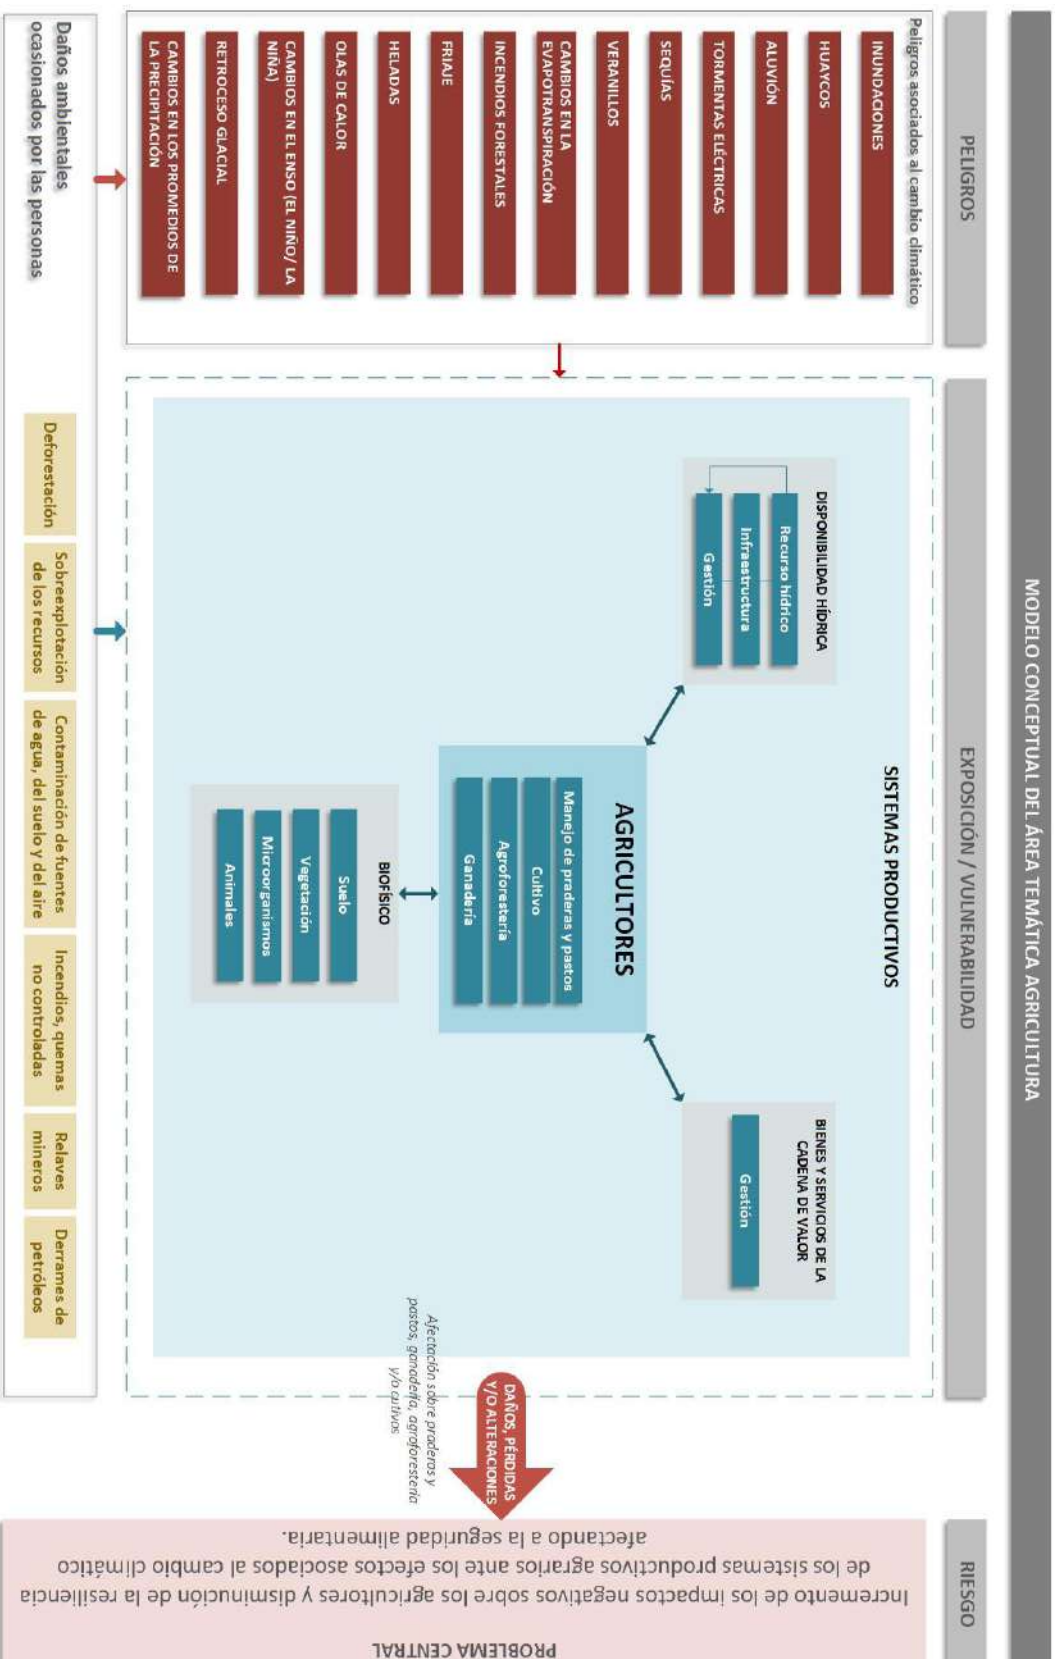 MODELO CONCEPTUAL DEL ÁREA TEMÁTICA AGRICULTURA
PELIGROS
EXPOSICIÓN / VULNERABILIDAD
RIESGO
Peligros asociados al cambio climático
INUNDACIONES
HUAYCOS
ALUVIÓN
TORMENTAS ELÉCTRICAS
SEQUÍAS
VERANILLOS
CAMBIOS EN LA
EVAPOTRANSPIRACIÓN
INCENDIOS FORESTALES
FRIAJE
HELADAS
OLAS DE CALOR
CAMBIOS EN EL ENSO (EL NIÑO/ LA
NIÑA)
RETROCESO GLACIAL
CAMBIOS EN LOS PROMEDIOS DE
LA PRECIPITACIÓN
SISTEMAS PRODUCTIVOS
DISPONIBILIDAD HÍDRICA
Recurso hídrico
Infraestructura
Gestión
AGRICULTORES
Manejo de praderas y pastos
Cultivo
Agroforestería
Ganadería
BIENES Y SERVICIOS DE LA
CADENA DE VALOR
Gestión
BIOFÍSICO
Suelo
Vegetación
Microorganismos
Animales
DAÑOS, PÉRDIDAS
Y/O ALTERACIONES
Afectación sobre praderas y
pastos, ganadería, agroforestería
y/o cutivos
PROBLEMA CENTRAL
Incremento de los impactos negativos sobre los agricultores y disminución de la resiliencia
de los sistemas productivos agrarios ante los efectos asociados al cambio climático
afectando a la seguridad alimentaria.
Daños ambientales
ocasionados por las personas
Deforestación
Sobreexplotación
de los recursos
Contaminación de fuentes
de agua, del suelo y del aire
Incendios, quemas
no controladas
Relaves
mineros
Derrames de
petróleos